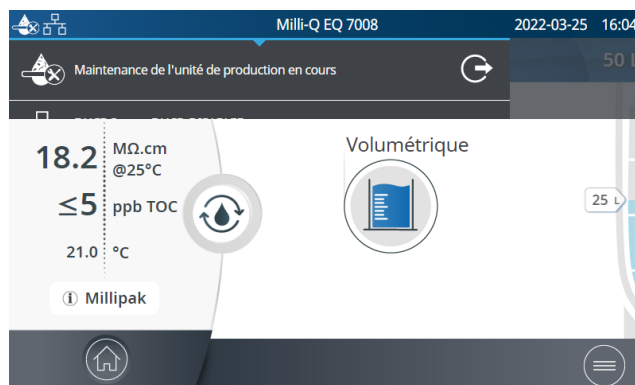 Milli-Q EQ 7008
2022-03-25 16:04
Maintenance de l'unité de production en cours
50
18.2 MΩ.cm
@25°C
≤5 ppb TOC
21.0 °C
Millipak
Volumétrique
25 L